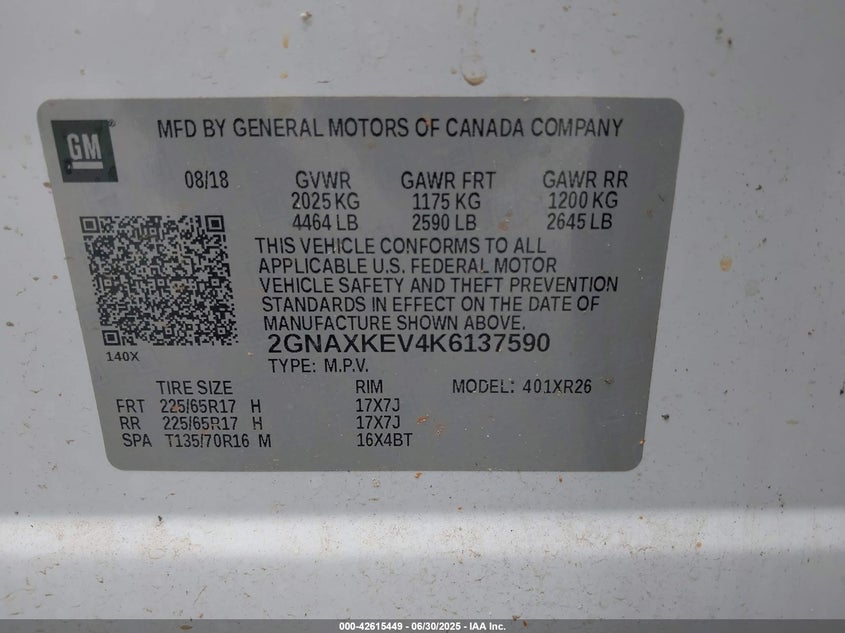 GM
MFD BY GENERAL MOTORS OF CANADA COMPANY
08/18 GVWR GAWR FRT GAWR RR
2025 KG 1175 KG 1200 KG
4464 LB 2590 LB 2645 LB
THIS VEHICLE CONFORMS TO ALL
APPLICABLE U.S. FEDERAL MOTOR
VEHICLE SAFETY AND THEFT PREVENTION
STANDARDS IN EFFECT ON THE DATE OF
MANUFACTURE SHOWN ABOVE.
2GNAXKEV4K6137590
140X
TYPE: M.P.V.
TIRE SIZE RIM MODEL: 401XR26
FRT 225/65R17 H 17X7J
RR 225/65R17 H 17X7J
SPA T135/70R16 M 16X4BT
000-42615449 - 06/30/2025 - IAA Inc.